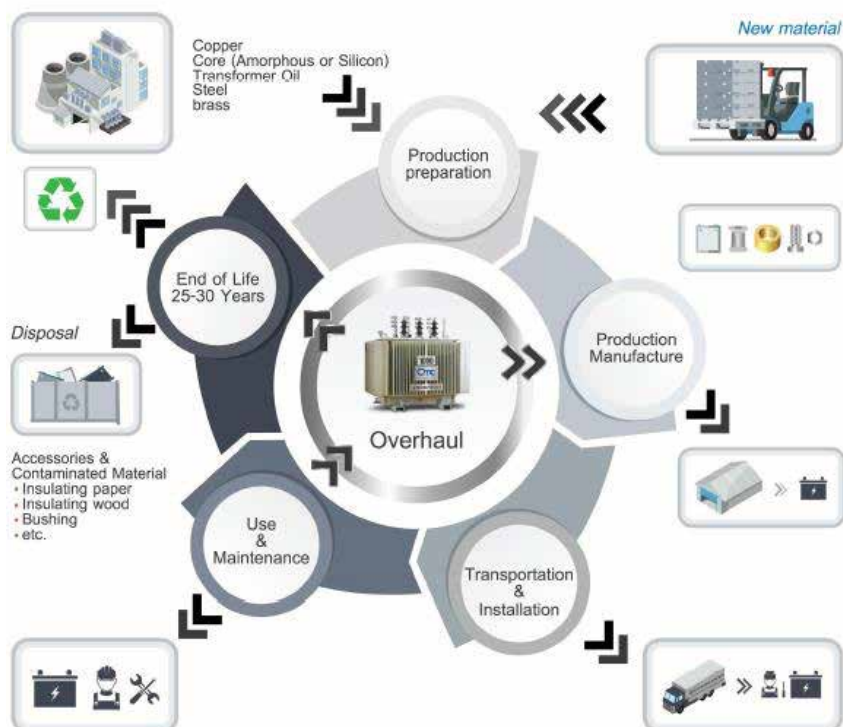 New material
Copper
Core (Amorphous or Silicon)
Transformer Oil
Steel
brass
Production
preparation
End of Life
25-30 Years
Production
Manufacture
Disposal
Overhaul
Accessories &
Contaminated Material
• Insulating paper
• Insulating wood
• Bushing
• etc.
Use
&
Maintenance
Transportation
&
Installation